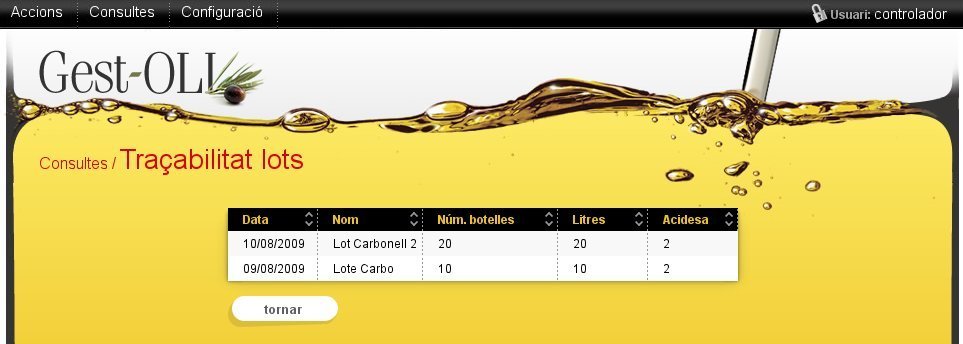 Accions Consultes Configuració Usuari: controlador
Gest-OLI
Consultes / Traçabilitat lots
Data Nom Núm. botelles Litres Acidesa
10/08/2009 Lot Carbonell 2 20 20 2
09/08/2009 Lote Carbo 10 10 2
tornar